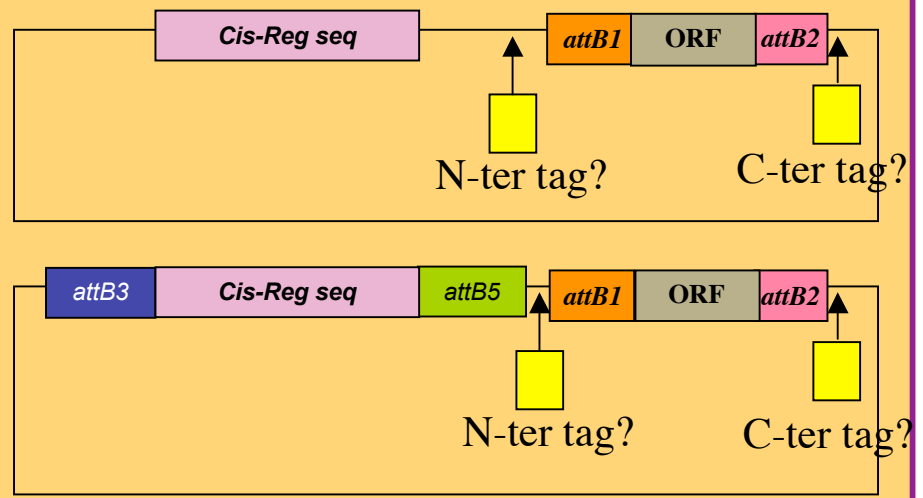 Cis-Reg seq attB1 ORF attB2
N-ter tag? C-ter tag?
attB3 Cis-Reg seq attB5 attB1 ORF attB2
N-ter tag? C-ter tag?